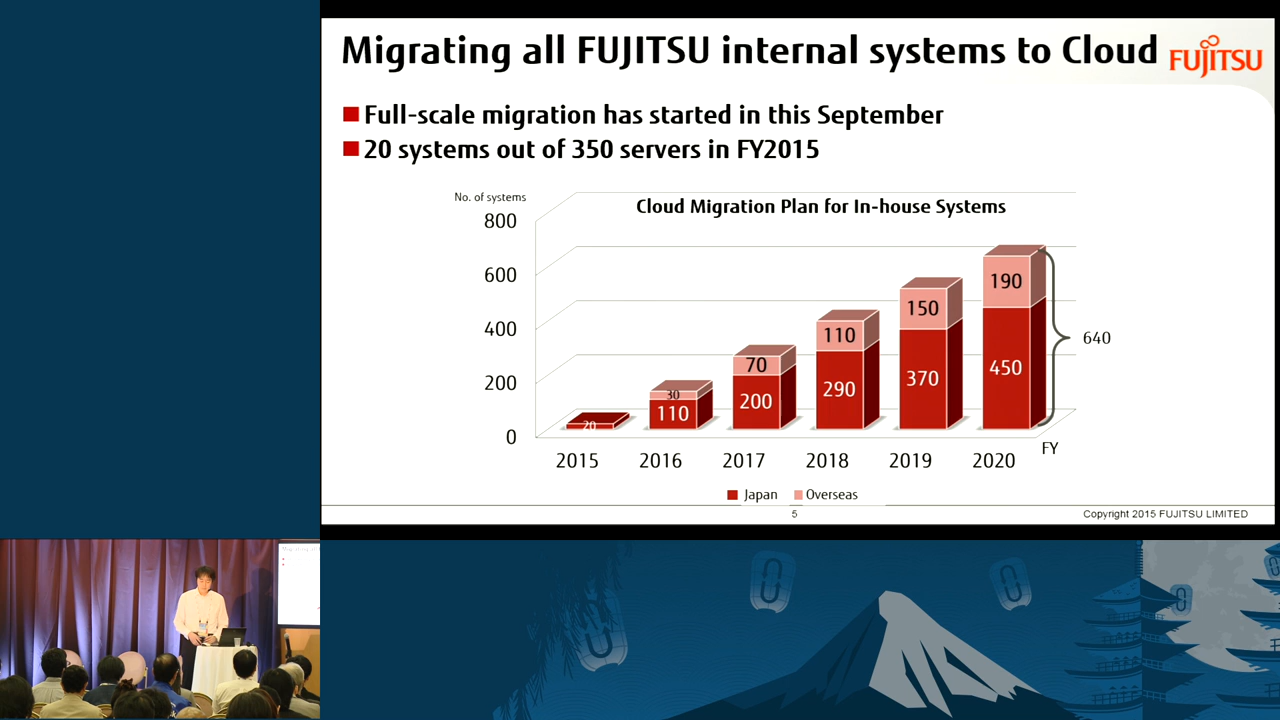 Migrating all FUJITSU internal systems to Cloud
FUJITSU
Full-scale migration has started in this September
20 systems out of 350 servers in FY2015
No. of systems
Cloud Migration Plan for In-house Systems
800
600
400
200
0
20
110
30
200
70
290
110
370
150
450
190
640
2015 2016 2017 2018 2019 2020 FY
Japan Overseas
5
Copyright 2015 FUJITSU LIMITED